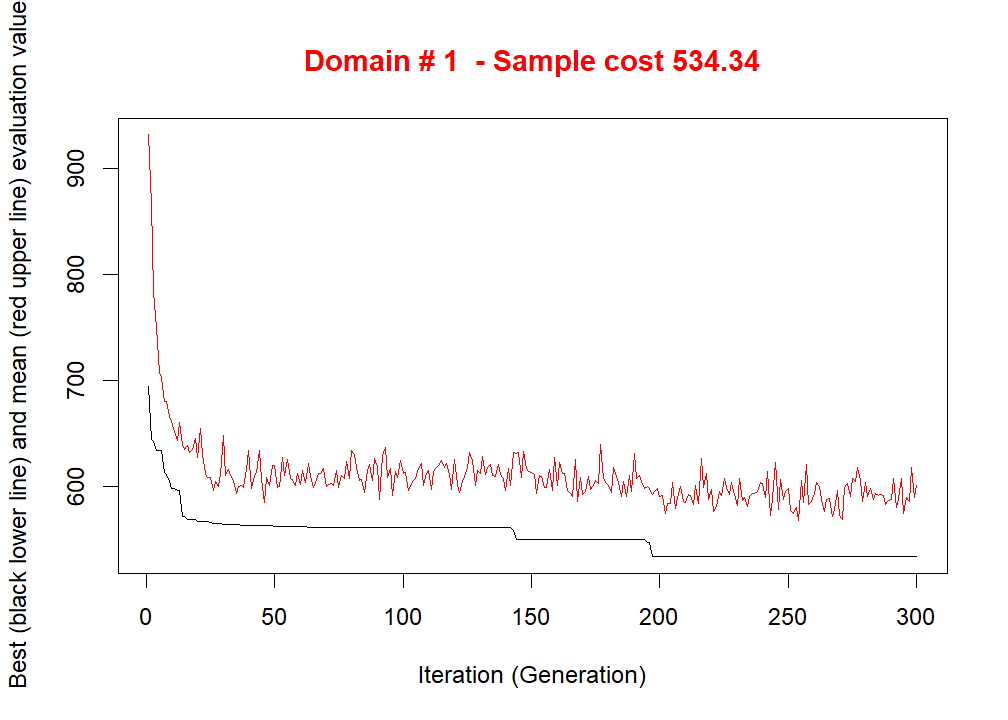 Domain # 1  - Sample cost 534.34
Best (black lower line) and mean (red upper line) evaluation value
900
800
700
600
0 50 100 150 200 250 300
Iteration (Generation)